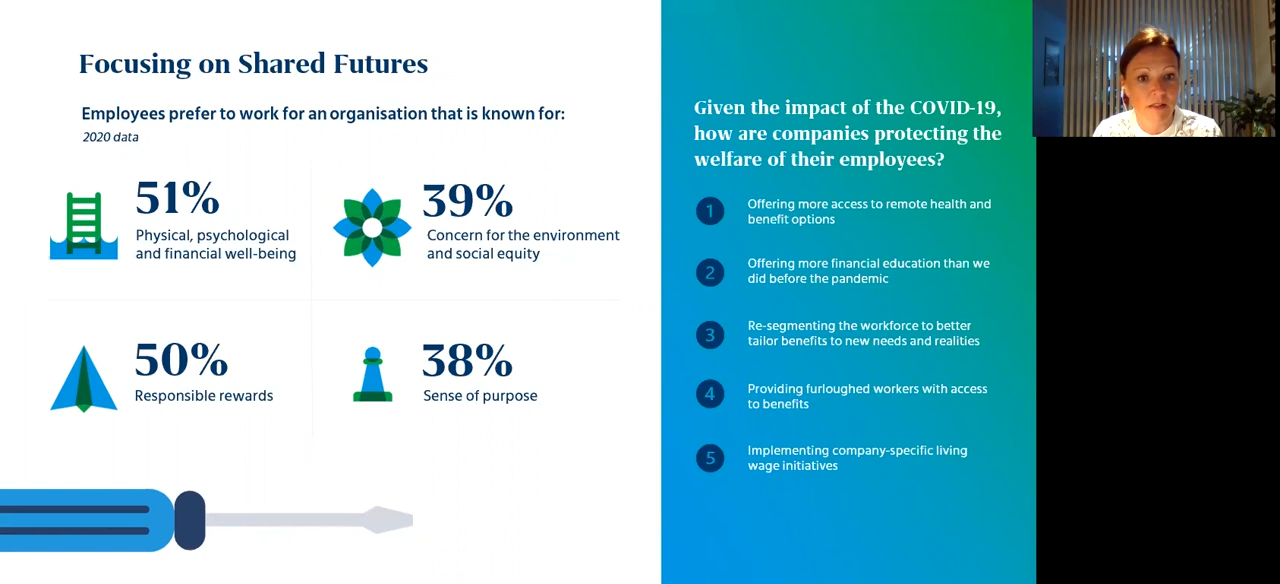 Focusing on Shared Futures
Employees prefer to work for an organisation that is known for:
2020 data
51%
Physical, psychological
and financial well-being
39%
Concern for the environment
and social equity
50%
Responsible rewards
38%
Sense of purpose
Given the impact of the COVID-19,
how are companies protecting the
welfare of their employees?
1
Offering more access to remote health and
benefit options
2
Offering more financial education than we
did before the pandemic
3
Re-segmenting the workforce to better
tailor benefits to new needs and realities
4
Providing furloughed workers with access
to benefits
5
Implementing company-specific living
wage initiatives